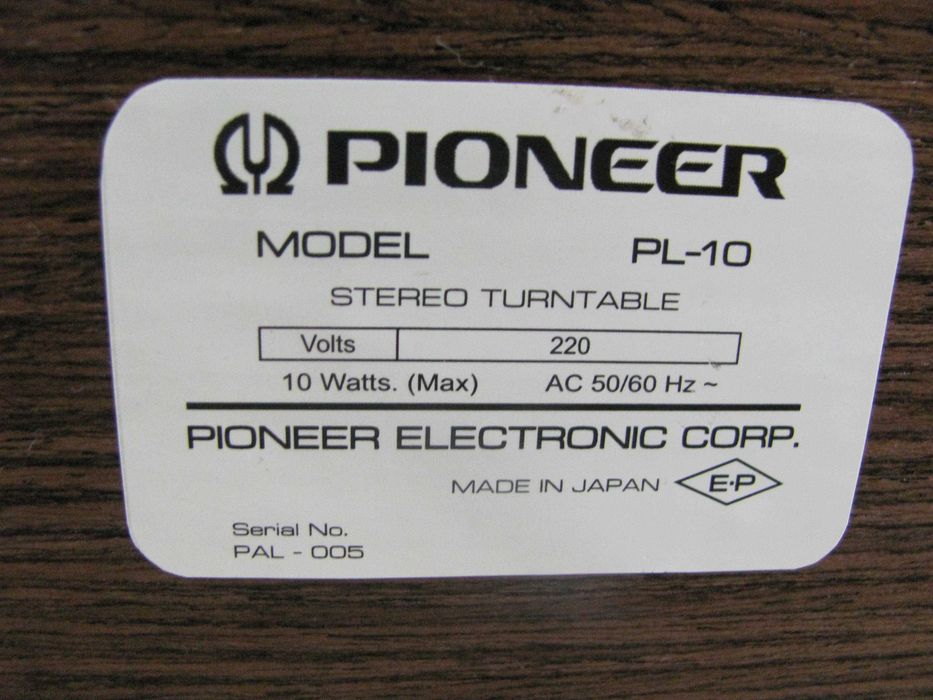 PIONEER
MODEL PL-10
STEREO TURNTABLE
Volts 220
10 Watts. (Max) AC 50/60 Hz ~
PIONEER ELECTRONIC CORP.
MADE IN JAPAN E·P
Serial No.
PAL - 005